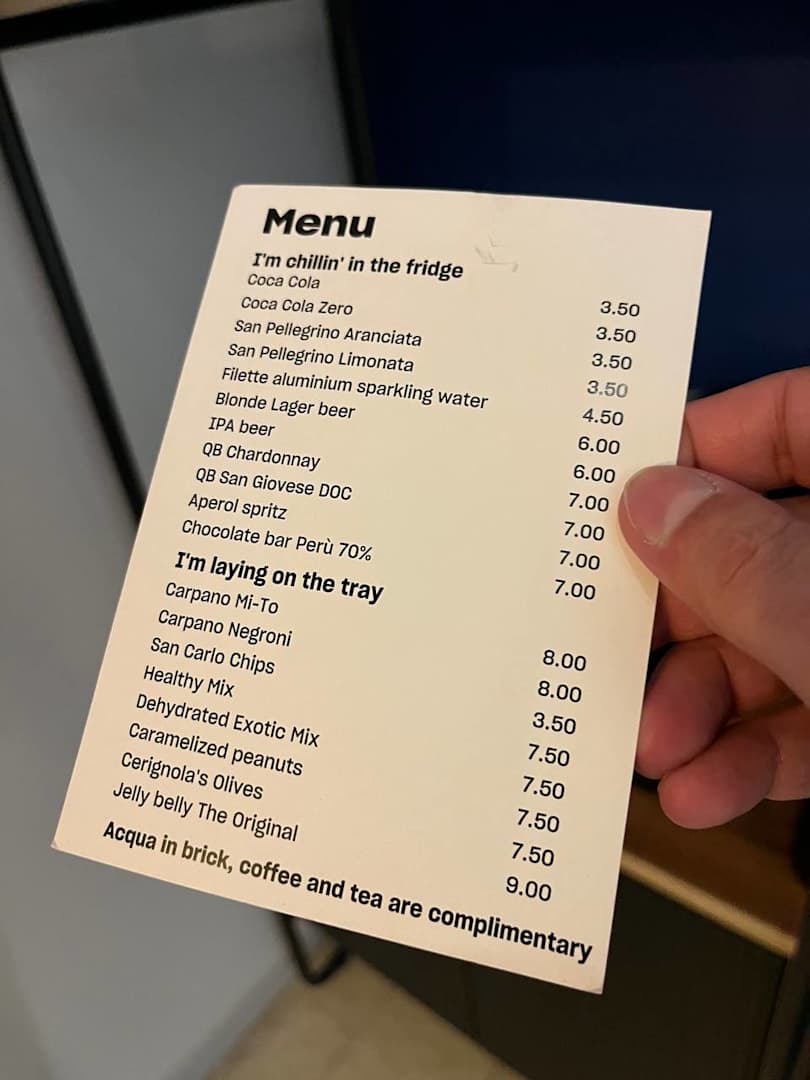 Menu
I'm chillin' in the fridge
Coca Cola 3.50
Coca Cola Zero 3.50
San Pellegrino Aranciata 3.50
San Pellegrino Limonata 3.50
Filette aluminium sparkling water 4.50
Blonde Lager beer 6.00
IPA beer 6.00
QB Chardonnay 7.00
QB San Giovese DOC 7.00
Aperol spritz 7.00
Chocolate bar Perù 70% 7.00
I'm laying on the tray
Carpano Mi-To 8.00
Carpano Negroni 8.00
San Carlo Chips 3.50
Healthy Mix 7.50
Dehydrated Exotic Mix 7.50
Caramelized peanuts 7.50
Cerignola's Olives 7.50
Jelly belly The Original 9.00
Acqua in brick, coffee and tea are complimentary